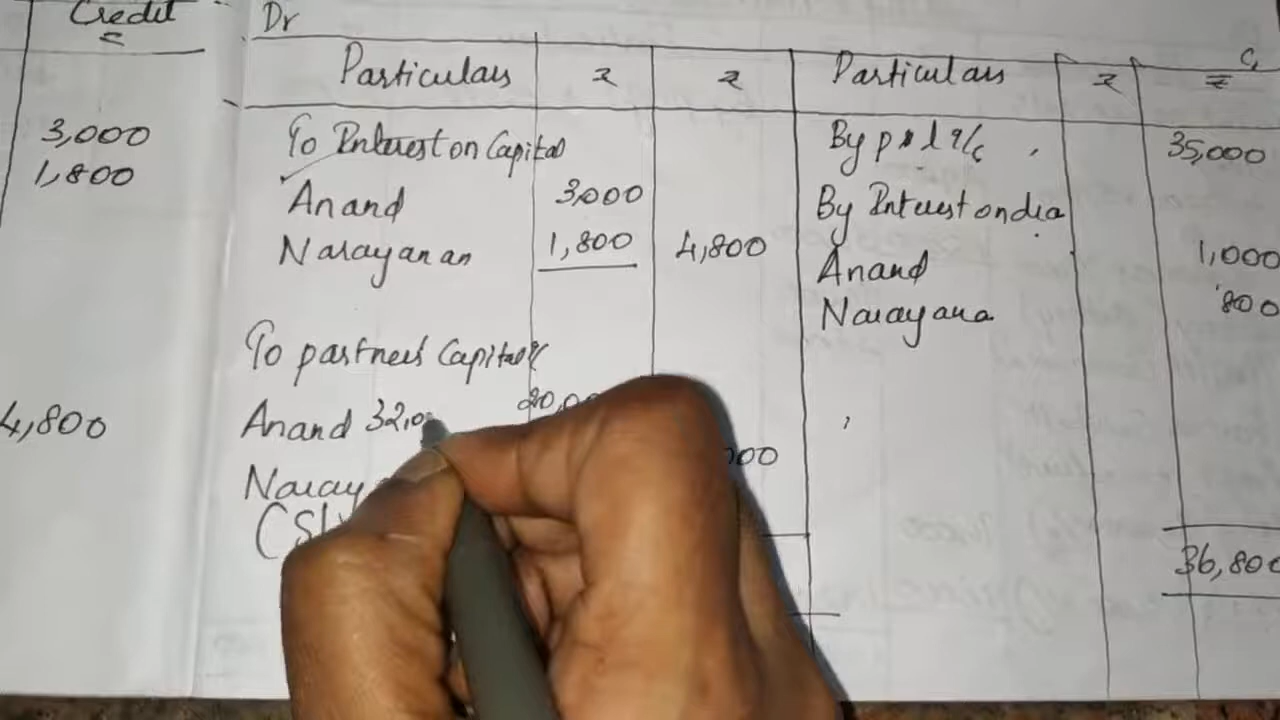 Credit
₹
3,000
1,800
4,800
Dr
Particulars ₹ ₹ Particulars ₹ ₹
To Interest on Capital By p & l a/c 35,000
Anand 3,000 By Interest on
Narayanan 1,800 4,800 Anand 1,000
Narayana 800
To partners Capital a/c
Anand 32,0
36,800